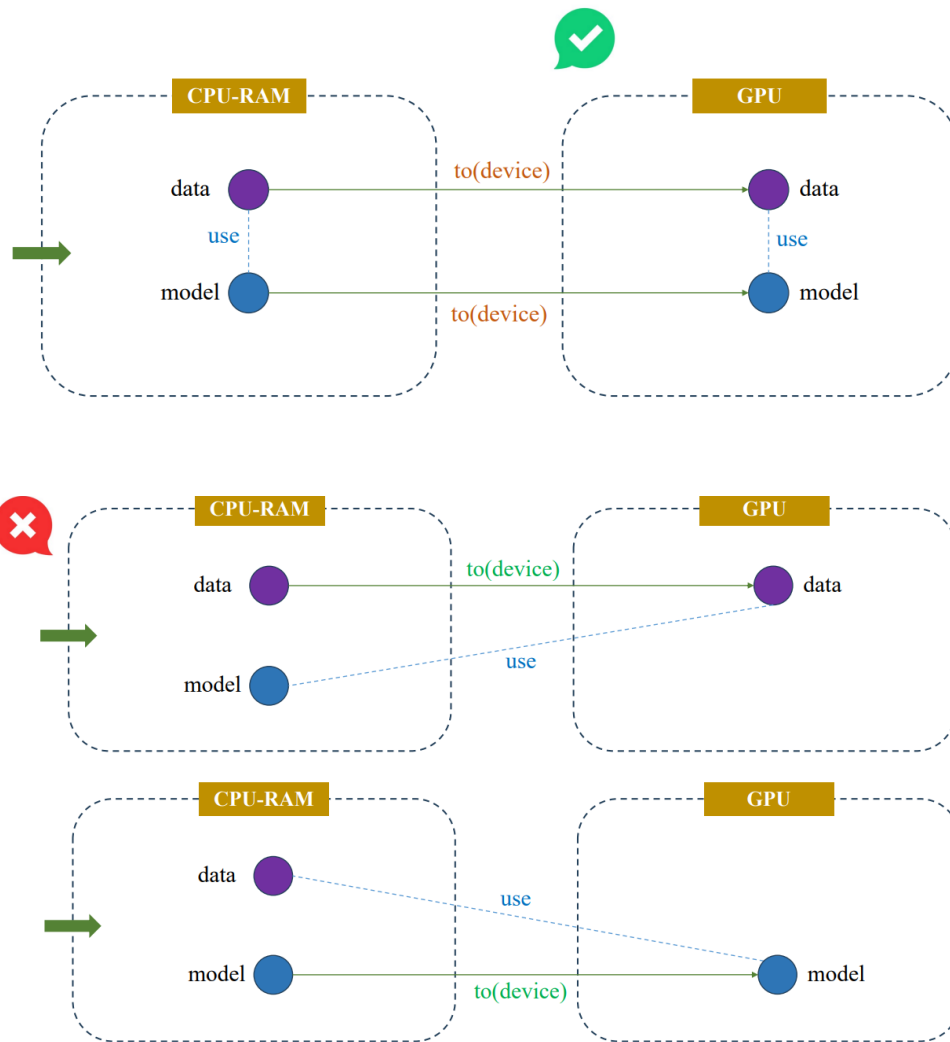 CPU-RAM
GPU
to(device)
data
data
use
use
model
model
to(device)
CPU-RAM
GPU
to(device)
data
data
use
model
CPU-RAM
GPU
data
use
model
model
to(device)